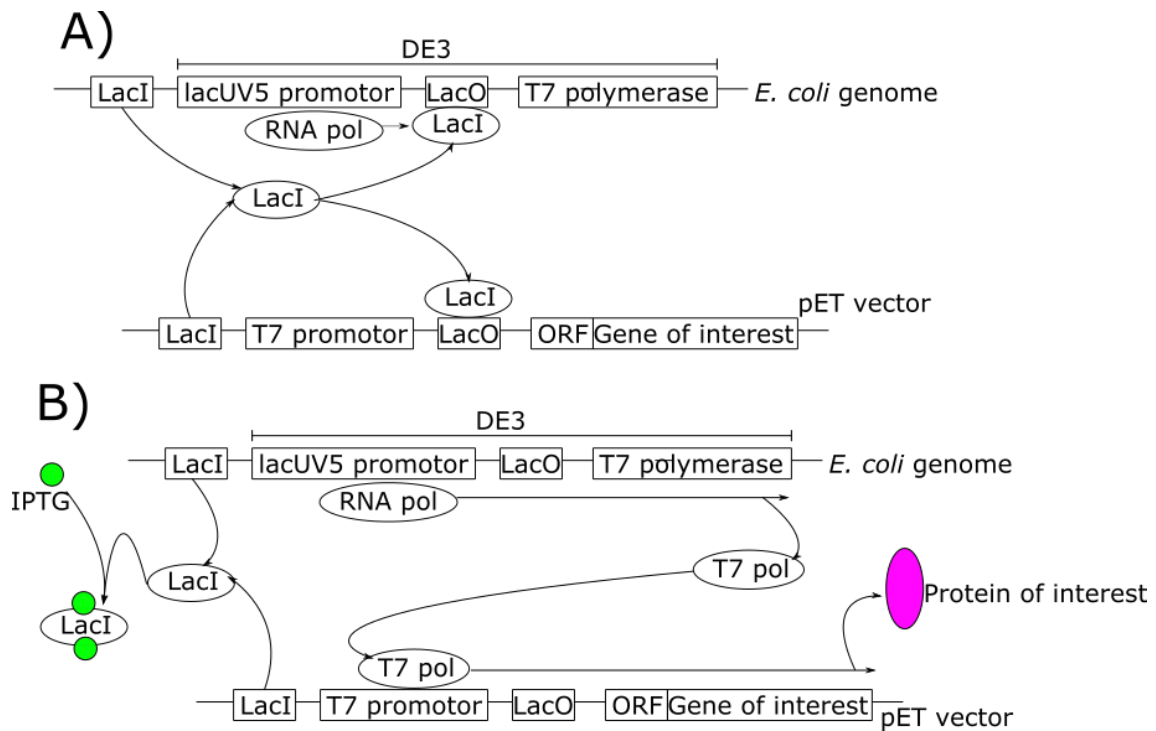 A)
DE3
LacI lacUV5 promotor LacO T7 polymerase E. coli genome
RNA pol LacI
LacI
LacI
pET vector
LacI T7 promotor LacO ORF Gene of interest
B)
DE3
LacI lacUV5 promotor LacO T7 polymerase E. coli genome
IPTG
RNA pol
T7 pol
LacI
Protein of interest
LacI
T7 pol
LacI T7 promotor LacO ORF Gene of interest
pET vector